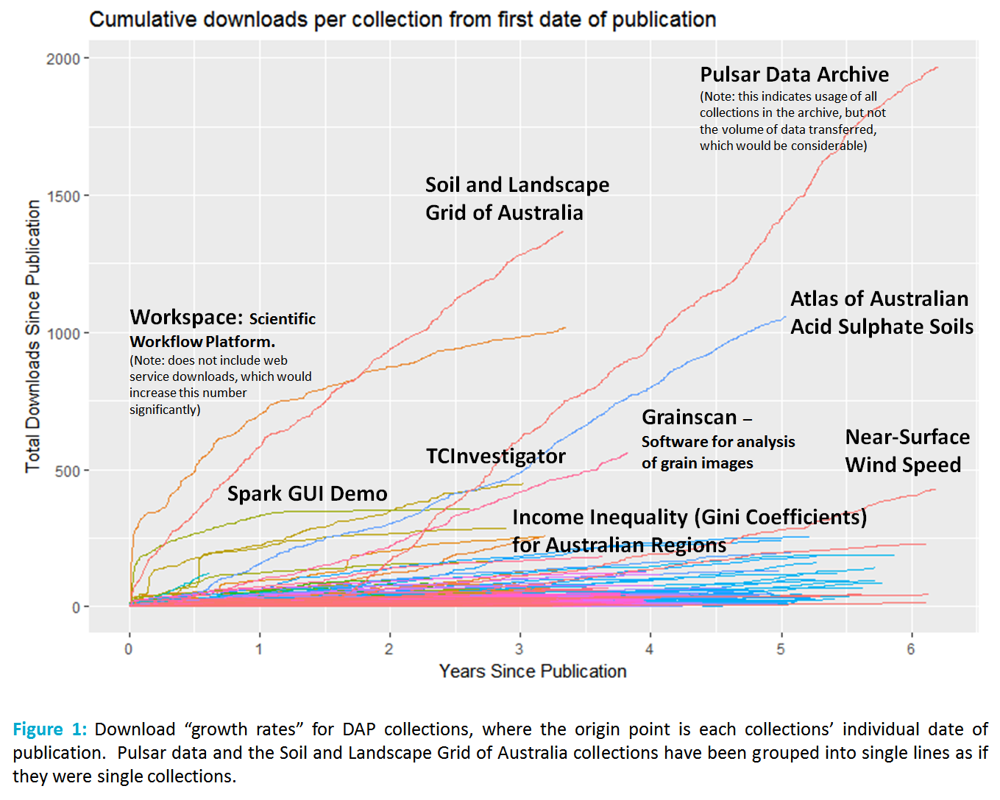 Cumulative downloads per collection from first date of publication
2000
1500
1000
500
0
Total Downloads Since Publication
Pulsar Data Archive
(Note: this indicates usage of all
collections in the archive, but not
the volume of data transferred,
which would be considerable)
Soil and Landscape
Grid of Australia
Workspace: Scientific
Workflow Platform.
(Note: does not include web
service downloads, which would
increase this number
significantly)
Atlas of Australian
Acid Sulphate Soils
Grainscan –
Software for analysis
of grain images
Near-Surface
Wind Speed
TCInvestigator
Spark GUI Demo
Income Inequality (Gini Coefficients)
for Australian Regions
0 1 2 3 4 5 6
Years Since Publication
Figure 1: Download “growth rates” for DAP collections, where the origin point is each collections’ individual date of
publication. Pulsar data and the Soil and Landscape Grid of Australia collections have been grouped into single lines as if
they were single collections.